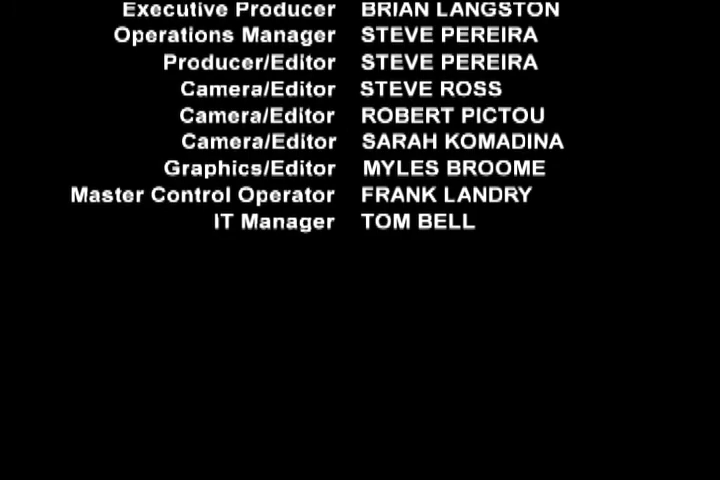 Executive Producer BRIAN LANGSTON
Operations Manager STEVE PEREIRA
Producer/Editor STEVE PEREIRA
Camera/Editor STEVE ROSS
Camera/Editor ROBERT PICTOU
Camera/Editor SARAH KOMADINA
Graphics/Editor MYLES BROOME
Master Control Operator FRANK LANDRY
IT Manager TOM BELL